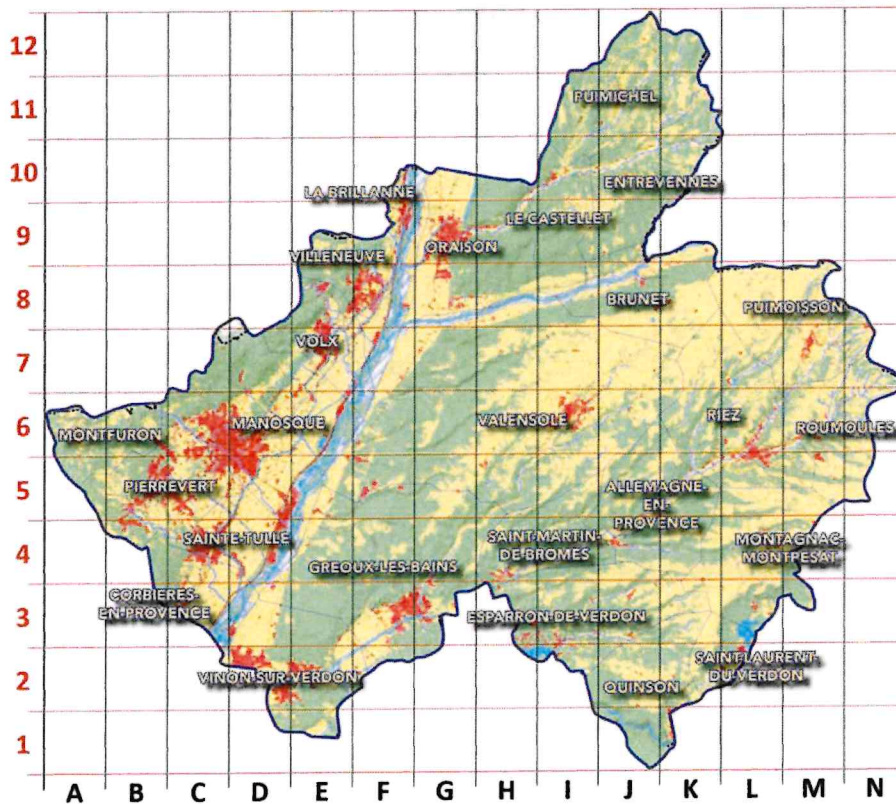 12
11
10
9
8
7
6
5
4
3
2
1
PUIMICHEL
ENTREVENNES
LA BRILLANNE
LE CASTELLET
ORAISON
VILLENEUVE
BRUNET
PUIMOISSON
VOLX
MANOSQUE
MONTFURON
VALENSOLE
RIEZ
ROUMOULES
PIERREVERT
ALLEMAGNE-
EN-
PROVENCE
SAINTE-TULLE
SAINT-MARTIN-
DE-BROMES
MONTAGNAC-
MONTPESAT
GREOUX-LES-BAINS
CORBIERES-
EN-PROVENCE
ESPARRON-DE-VERDON
VINON-SUR-VERDON
SAINT-LAURENT-
DU-VERDON
QUINSON
A B C D E F G H I J K L M N